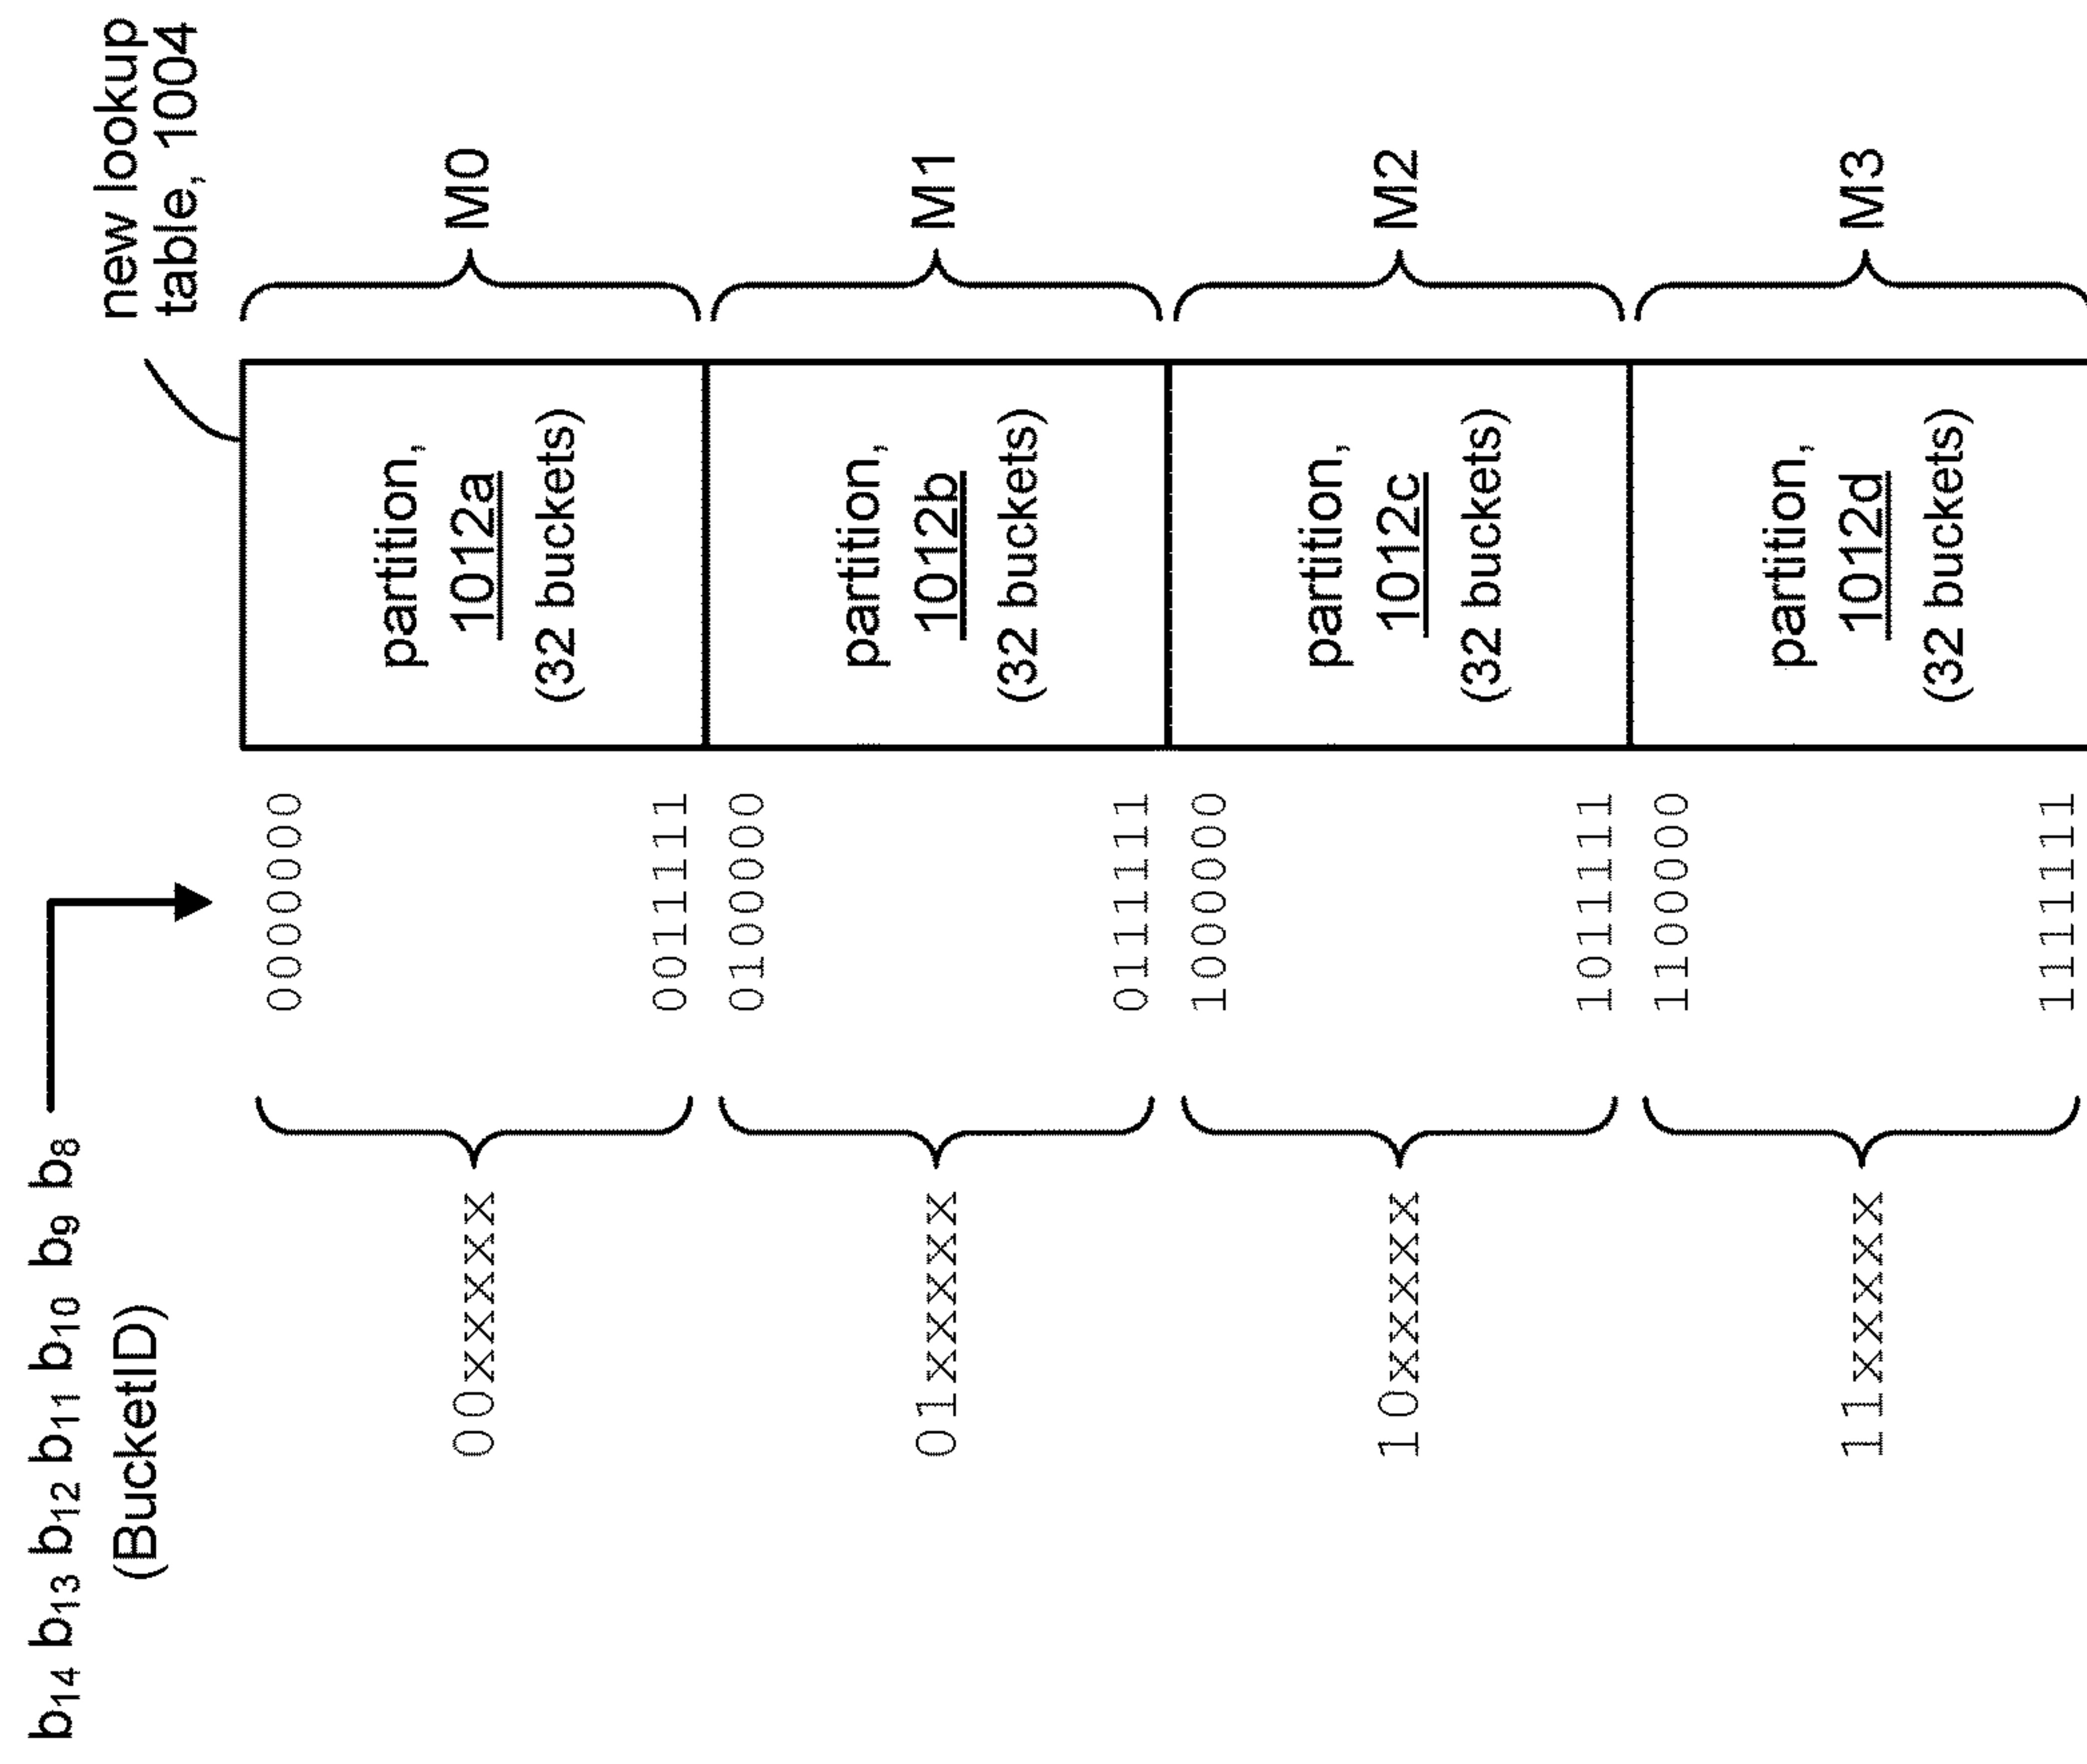 b14 b13 b12 b11 b10 b9 b8
(BucketID)
new lookup
table, 1004
00xxxxx
0000000
0011111
partition,
1012a
(32 buckets)
M0
01xxxxx
0100000
0111111
partition,
1012b
(32 buckets)
M1
10xxxxx
1000000
1011111
partition,
1012c
(32 buckets)
M2
11xxxxx
1100000
1111111
partition,
1012d
(32 buckets)
M3